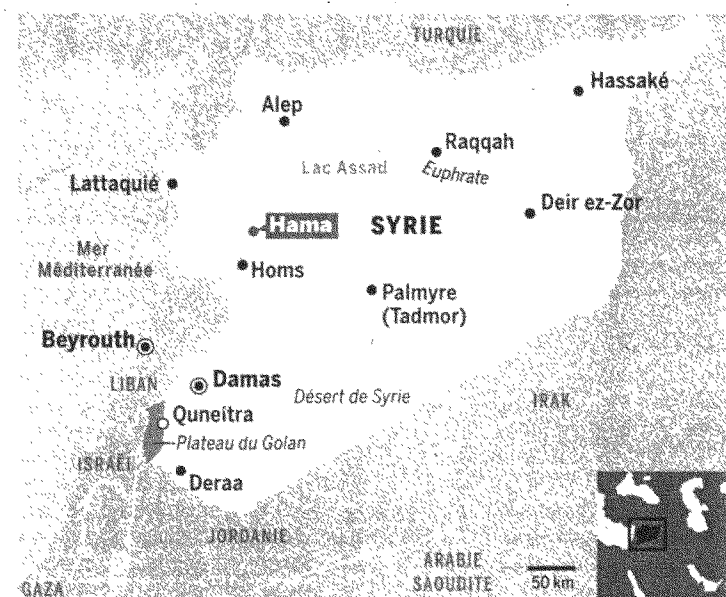 TURQUIE
Hassaké
Alep
Raqqah
Lac Assad
Euphrate
Lattaquié
Deir ez-Zor
Hama
SYRIE
Mer
Méditerranée
Homs
Palmyre
(Tadmor)
Beyrouth
LIBAN
Damas
Désert de Syrie
IRAK
Quneitra
Plateau du Golan
ISRAËL
Deraa
JORDANIE
ARABIE
SAOUDITE
50 km
GAZA